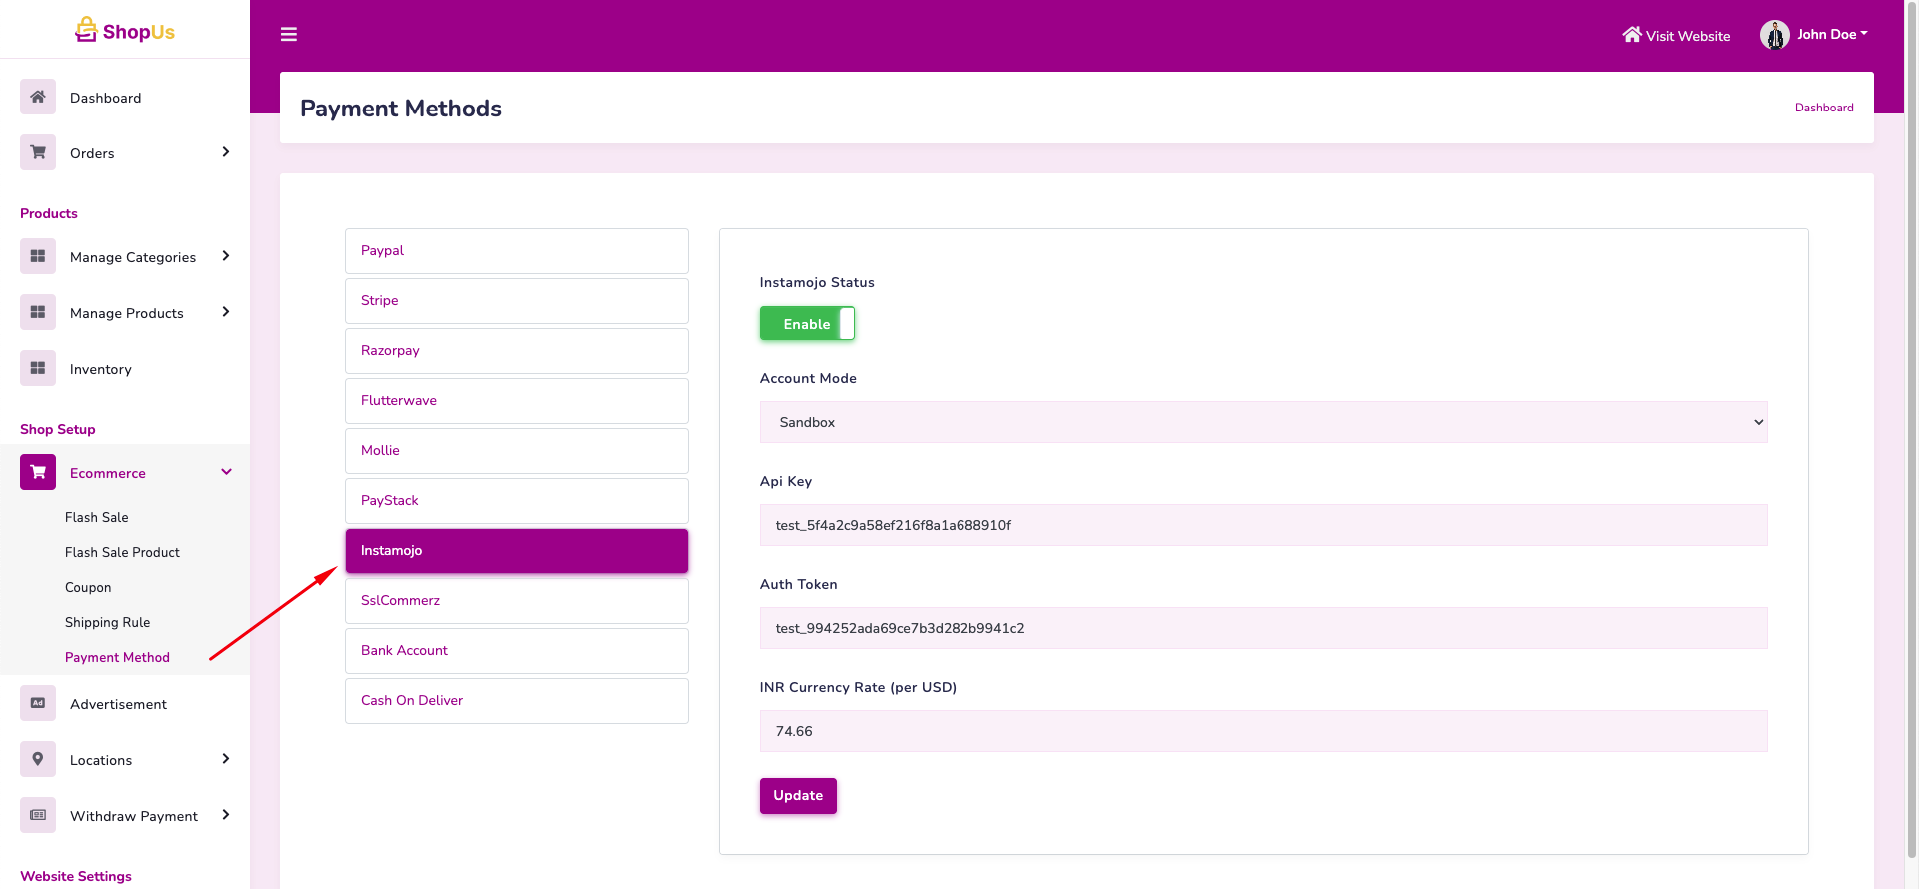 ShopUs
Visit Website
John Doe
Dashboard
Orders
Products
Manage Categories
Manage Products
Inventory
Shop Setup
Ecommerce
Flash Sale
Flash Sale Product
Coupon
Shipping Rule
Payment Method
Ad
Advertisement
Locations
Withdraw Payment
Website Settings
Payment Methods
Dashboard
Paypal
Stripe
Razorpay
Flutterwave
Mollie
PayStack
Instamojo
SslCommerz
Bank Account
Cash On Deliver
Instamojo Status
Enable
Account Mode
Sandbox
Api Key
test_5f4a2c9a58ef216f8a1a688910f
Auth Token
test_994252ada69ce7b3d282b9941c2
INR Currency Rate (per USD)
74.66
Update